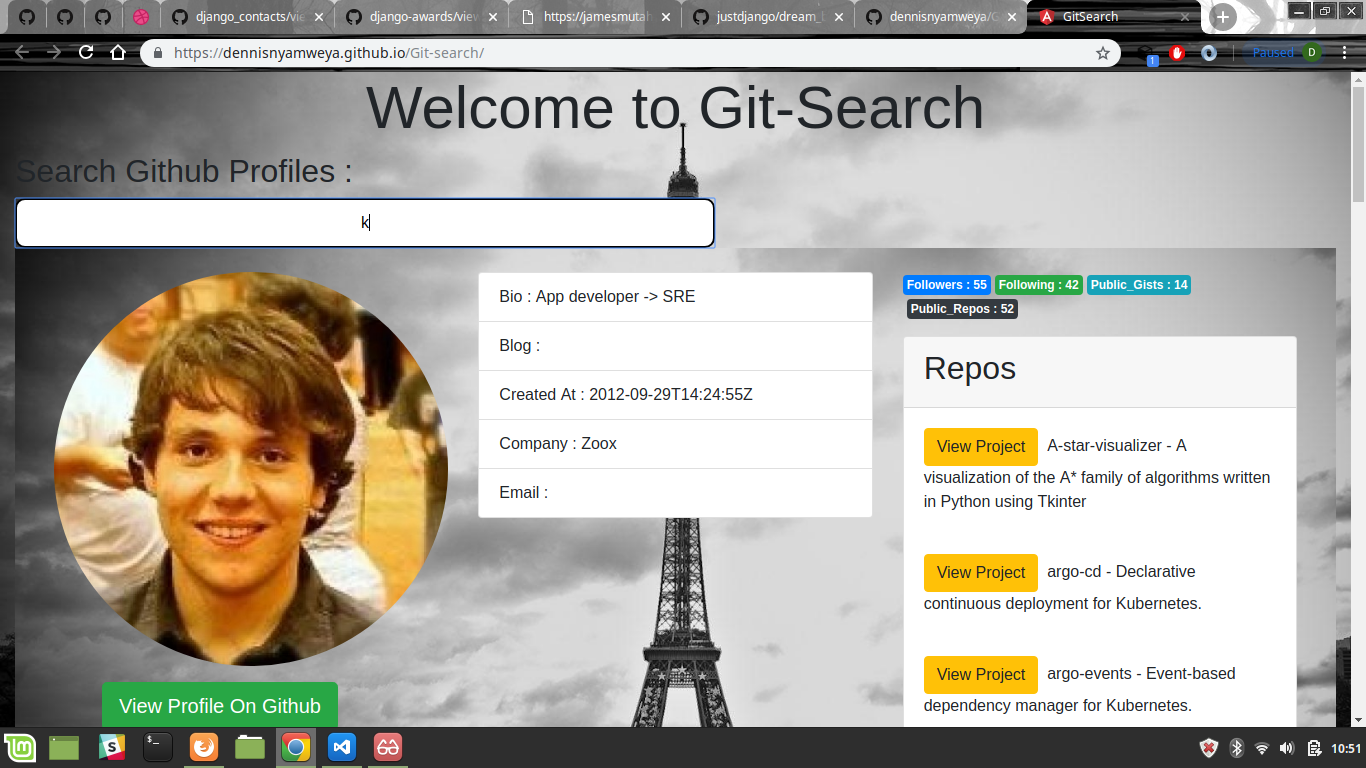 django_contacts/vie
django-awards/view
https://jamesmutah
justdjango/dream_
dennisnyamweya/G
GitSearch
https://dennisnyamweya.github.io/Git-search/
1
Paused
D
Welcome to Git-Search
Search Github Profiles :
k
Bio : App developer -> SRE
Blog :
Created At : 2012-09-29T14:24:55Z
Company : Zoox
Email :
View Profile On Github
Followers : 55 Following : 42 Public_Gists : 14
Public_Repos : 52
Repos
View Project A-star-visualizer - A
visualization of the A* family of algorithms written
in Python using Tkinter
View Project argo-cd - Declarative
continuous deployment for Kubernetes.
View Project argo-events - Event-based
dependency manager for Kubernetes.
S
$_
10:51